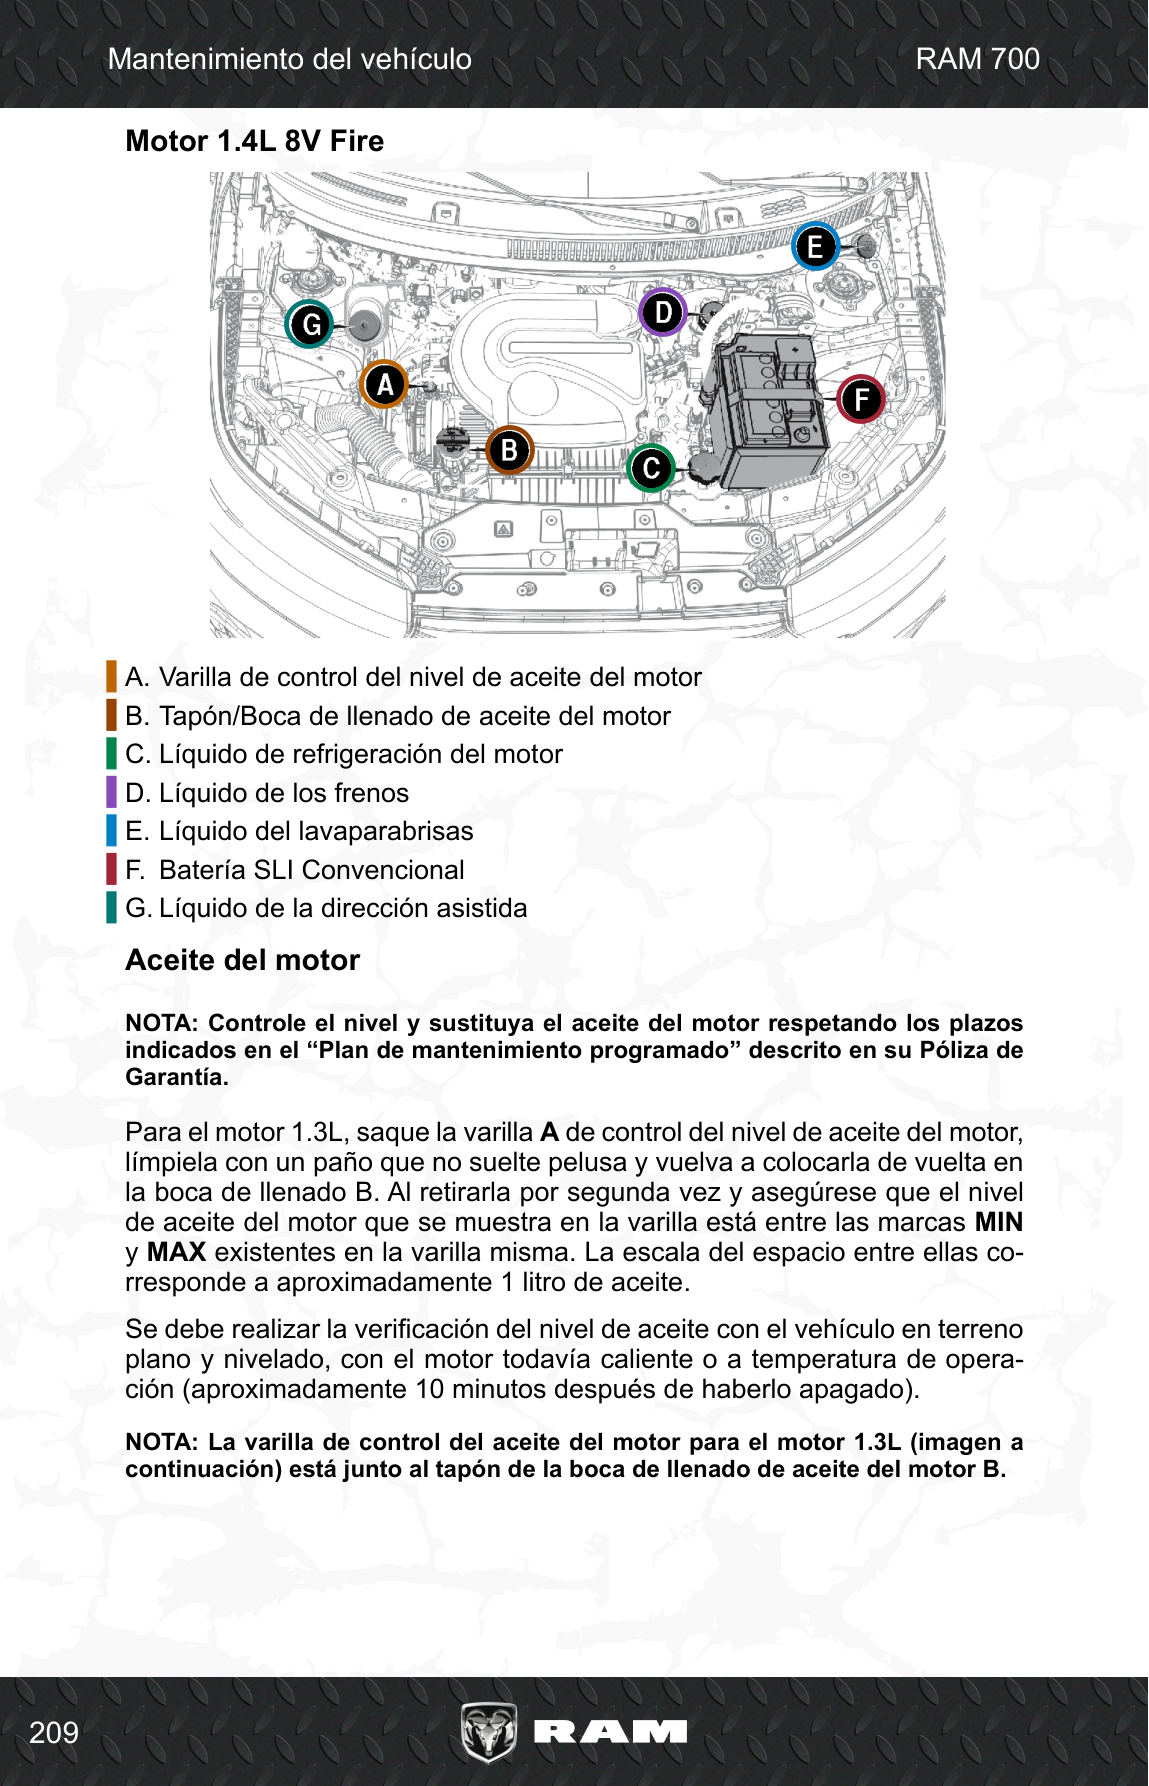 Mantenimiento del vehículo RAM 700
Motor 1.4L 8V Fire
E
D
G
A
F
B
C
A. Varilla de control del nivel de aceite del motor
B. Tapón/Boca de llenado de aceite del motor
C. Líquido de refrigeración del motor
D. Líquido de los frenos
E. Líquido del lavaparabrisas
F. Batería SLI Convencional
G. Líquido de la dirección asistida
Aceite del motor
NOTA: Controle el nivel y sustituya el aceite del motor respetando los plazos
indicados en el “Plan de mantenimiento programado” descrito en su Póliza de
Garantía.
Para el motor 1.3L, saque la varilla A de control del nivel de aceite del motor,
límpiela con un paño que no suelte pelusa y vuelva a colocarla de vuelta en
la boca de llenado B. Al retirarla por segunda vez y asegúrese que el nivel
de aceite del motor que se muestra en la varilla está entre las marcas MIN
y MAX existentes en la varilla misma. La escala del espacio entre ellas co-
rresponde a aproximadamente 1 litro de aceite.
Se debe realizar la verificación del nivel de aceite con el vehículo en terreno
plano y nivelado, con el motor todavía caliente o a temperatura de opera-
ción (aproximadamente 10 minutos después de haberlo apagado).
NOTA: La varilla de control del aceite del motor para el motor 1.3L (imagen a
continuación) está junto al tapón de la boca de llenado de aceite del motor B.
209
RAM